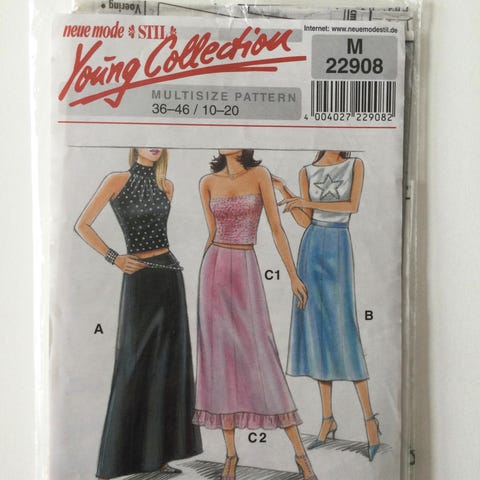 Voering
neue mode STIL
Young Collection
MULTISIZE PATTERN
36-46 / 10-20
Internet: www.neuemodestil.de
M
22908
4 004027 229082
A
C1
B
C2